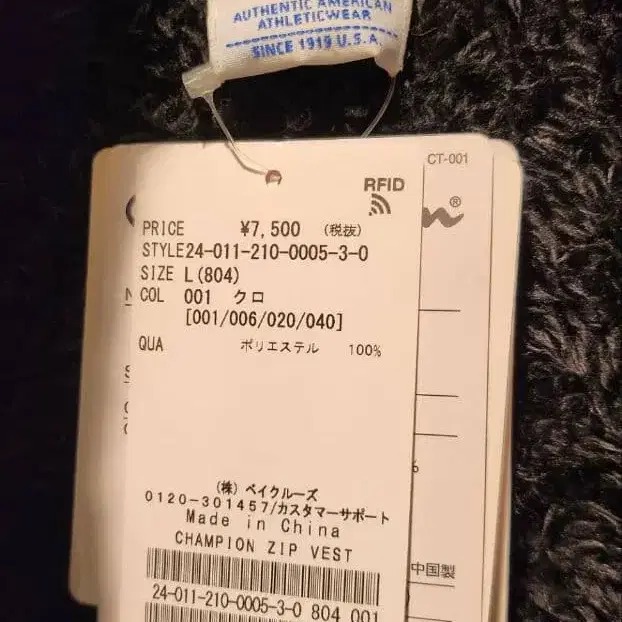 AUTHENTIC AMERICAN
ATHLETICWEAR
SINCE 1919 U.S.A
CT-001
RFID
PRICE ¥7,500 (税抜)
STYLE24-011-210-0005-3-0
SIZE L(804)
COL 001 クロ
[001/006/020/040]
QUA ポリエステル 100%
(株)ベイクルーズ
0120-301457/カスタマーサポート
Made in China
CHAMPION ZIP VEST
中国製
24-011-210-0005-3-0 804 001